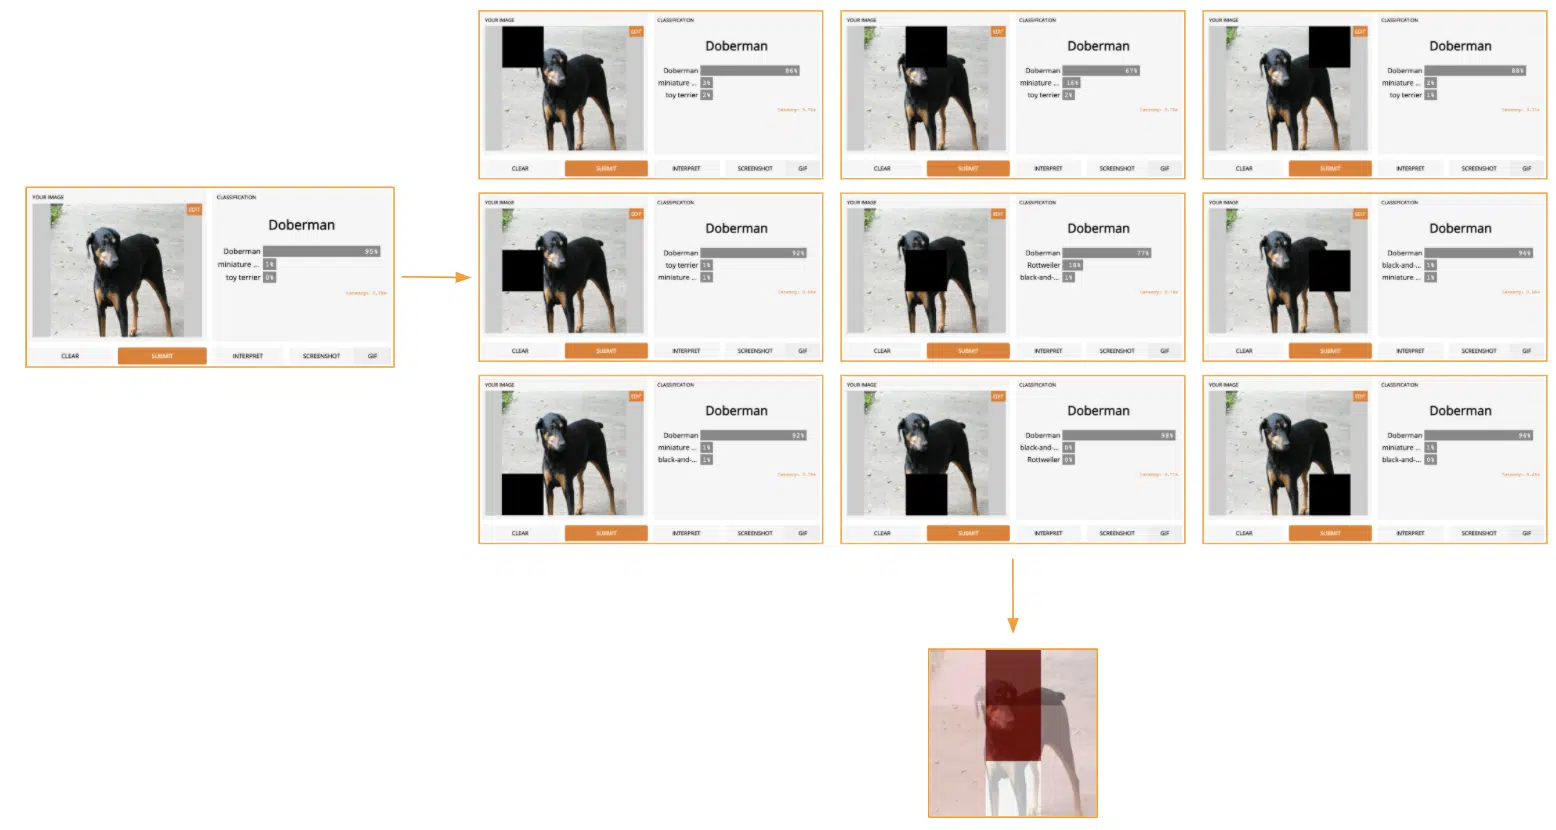 YOUR IMAGE
CLASSIFICATION
EDIT
Doberman
Doberman 86%
miniature ... 3%
toy terrier 2%
CLEAR
SUBMIT
INTERPRET
SCREENSHOT
GIF
YOUR IMAGE
CLASSIFICATION
EDIT
Doberman
Doberman 67%
miniature ... 16%
toy terrier 2%
CLEAR
SUBMIT
INTERPRET
SCREENSHOT
GIF
YOUR IMAGE
CLASSIFICATION
EDIT
Doberman
Doberman 88%
miniature ... 2%
toy terrier 1%
CLEAR
SUBMIT
INTERPRET
SCREENSHOT
GIF
YOUR IMAGE
CLASSIFICATION
EDIT
Doberman
Doberman 95%
miniature ... 1%
toy terrier 0%
CLEAR
SUBMIT
INTERPRET
SCREENSHOT
GIF
YOUR IMAGE
CLASSIFICATION
EDIT
Doberman
Doberman 92%
toy terrier 1%
miniature ... 1%
CLEAR
SUBMIT
INTERPRET
SCREENSHOT
GIF
YOUR IMAGE
CLASSIFICATION
EDIT
Doberman
Doberman 77%
Rottweiler
black-and-... 1%
CLEAR
SUBMIT
INTERPRET
SCREENSHOT
GIF
YOUR IMAGE
CLASSIFICATION
EDIT
Doberman
Doberman
black-and-... 1%
miniature ... 1%
CLEAR
SUBMIT
INTERPRET
SCREENSHOT
GIF
YOUR IMAGE
CLASSIFICATION
EDIT
Doberman
Doberman 92%
miniature ... 1%
black-and-... 1%
CLEAR
SUBMIT
INTERPRET
SCREENSHOT
GIF
YOUR IMAGE
CLASSIFICATION
EDIT
Doberman
Doberman 98%
black-and-... 0%
Rottweiler 0%
CLEAR
SUBMIT
INTERPRET
SCREENSHOT
GIF
YOUR IMAGE
CLASSIFICATION
EDIT
Doberman
Doberman
miniature ... 1%
black-and-... 0%
CLEAR
SUBMIT
INTERPRET
SCREENSHOT
GIF